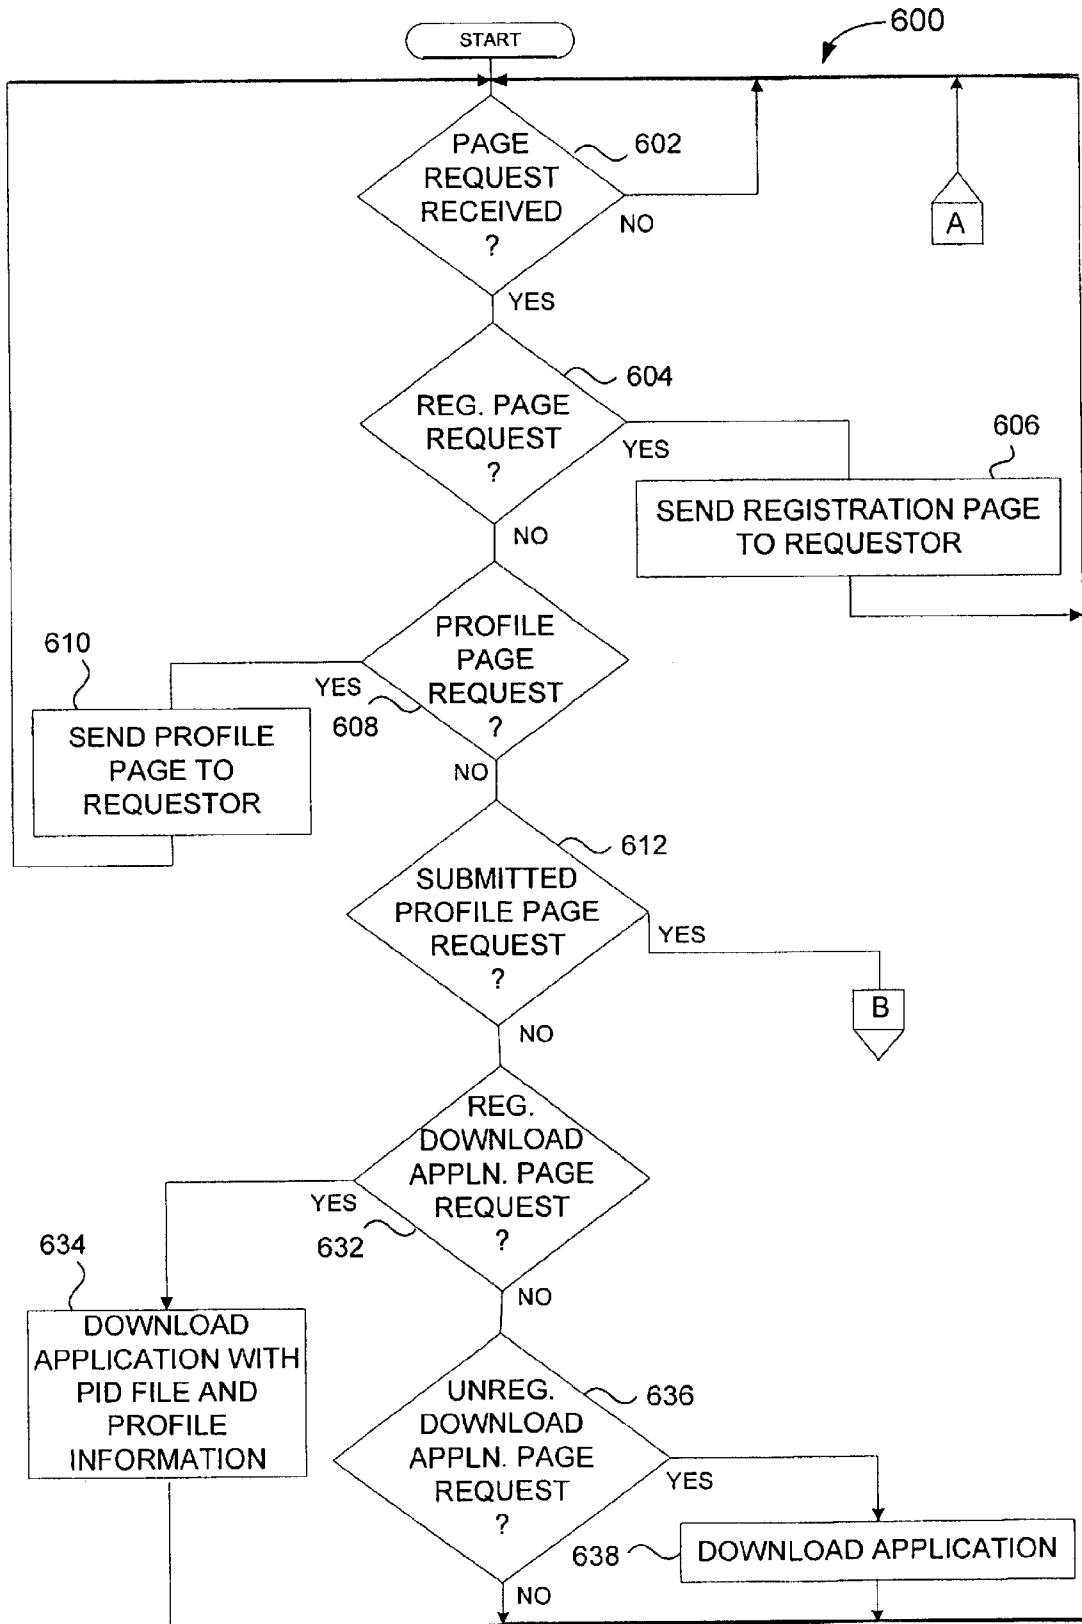 600
START
PAGE
REQUEST
RECEIVED
?
602
NO
A
YES
604
REG. PAGE
REQUEST
?
YES
606
SEND REGISTRATION PAGE
TO REQUESTOR
NO
PROFILE
PAGE
REQUEST
?
610
YES
608
SEND PROFILE
PAGE TO
REQUESTOR
NO
612
SUBMITTED
PROFILE PAGE
REQUEST
?
YES
B
NO
REG.
DOWNLOAD
APPLN. PAGE
REQUEST
?
YES
632
634
NO
DOWNLOAD
APPLICATION WITH
PID FILE AND
PROFILE
INFORMATION
636
UNREG.
DOWNLOAD
APPLN. PAGE
REQUEST
?
YES
638
DOWNLOAD APPLICATION
NO